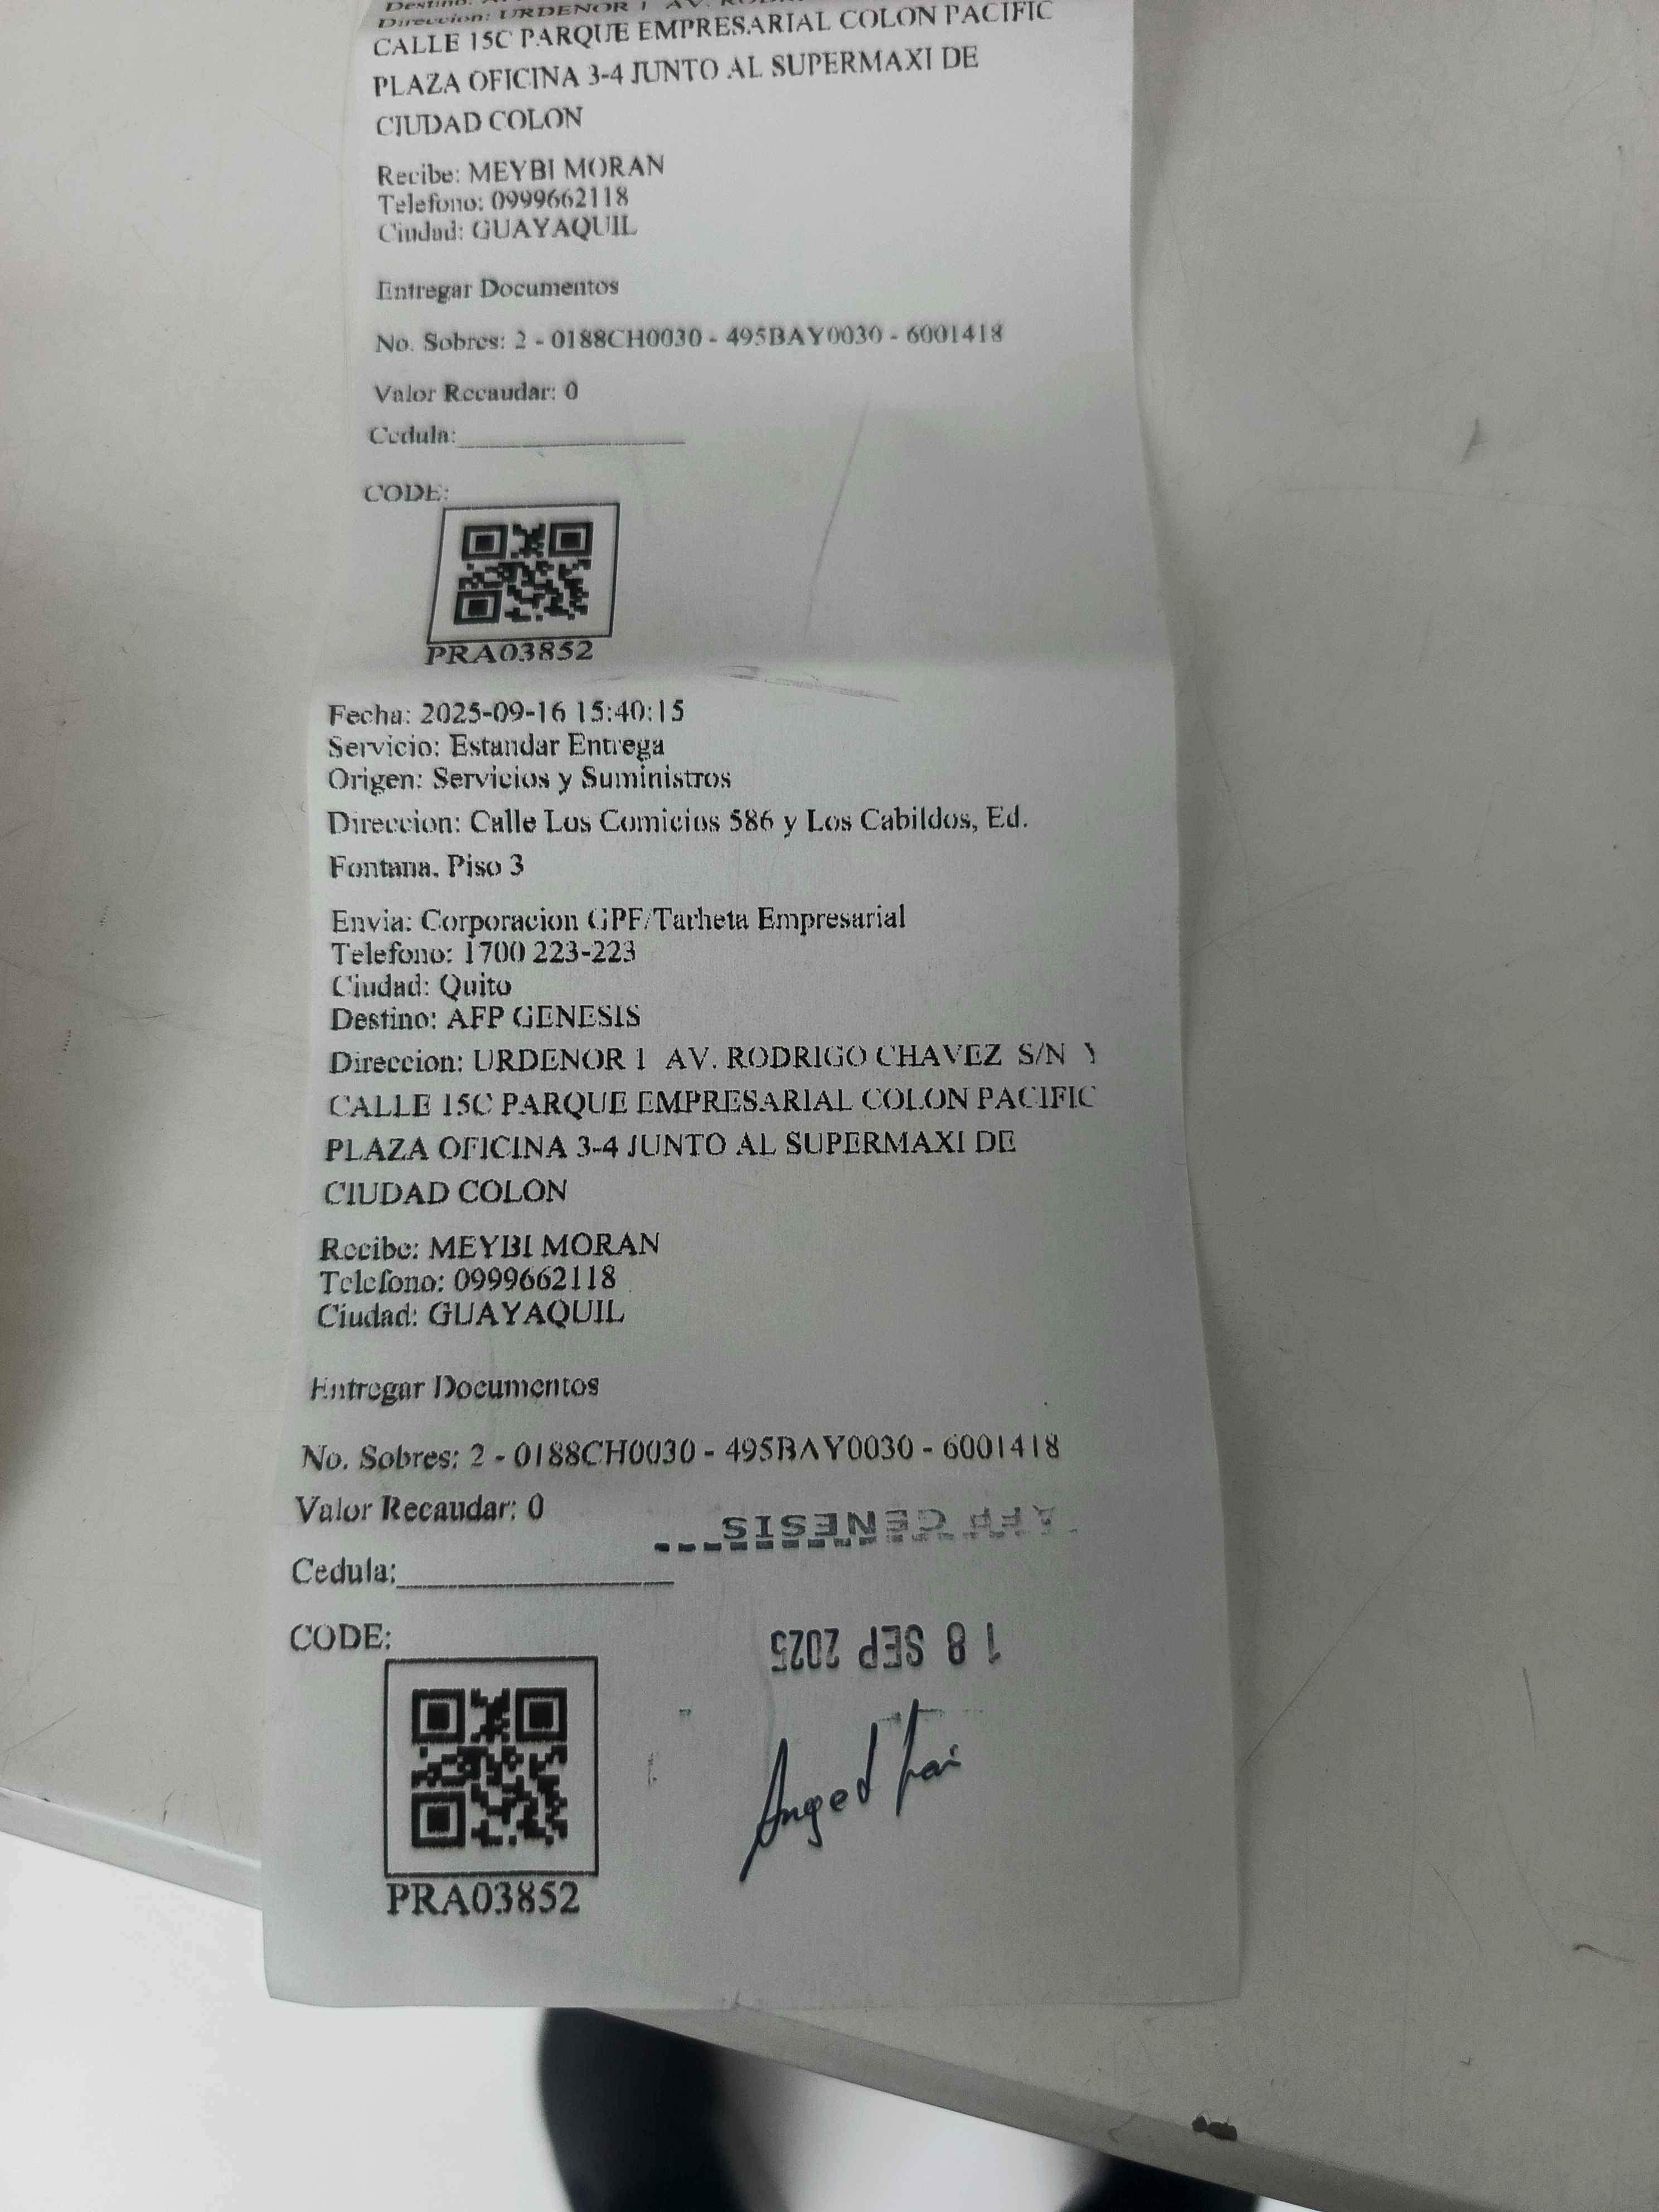 Direccion: URDENOR 1 AV.
CALLE 15C PARQUE EMPRESARIAL COLON PACIFIC
PLAZA OFICINA 3-4 JUNTO AL SUPERMAXI DE
CIUDAD COLON
Recibe: MEYBI MORAN
Telefono: 0999662118
Ciudad: GUAYAQUIL
Entregar Documentos
No. Sobres: 2 - 0188CH0030 - 495BAY0030 - 6001418
Valor Recaudar: 0
Cedula:
CODE:
PRA03852
Fecha: 2025-09-16 15:40:15
Servicio: Estandar Entrega
Origen: Servicios y Suministros
Direccion: Calle Los Comicios 586 y Los Cabildos, Ed.
Fontana. Piso 3
Envia: Corporacion GPF/Tarheta Empresarial
Telefono: 1700 223-223
Ciudad: Quito
Destino: AFP GENESIS
Direccion: URDENOR 1 AV. RODRIGO CHAVEZ S/N Y
CALLE 15C PARQUE EMPRESARIAL COLON PACIFIC
PLAZA OFICINA 3-4 JUNTO AL SUPERMAXI DE
CIUDAD COLON
Recibe: MEYBI MORAN
Telefono: 0999662118
Ciudad: GUAYAQUIL
Entregar Documentos
No. Sobres: 2 - 0188CH0030 - 495BAY0030 - 6001418
Valor Recaudar: 0
AFP GENESIS
Cedula:
CODE:
18 SEP 2025
PRA03852